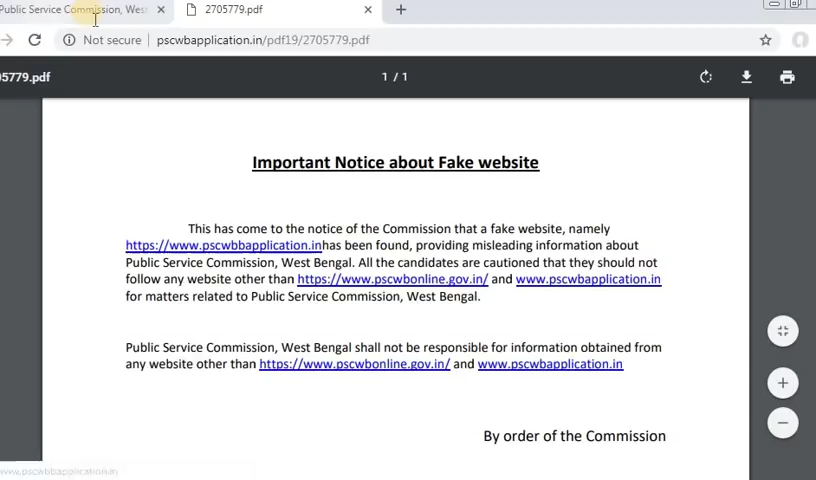 Public Service Commission, West
2705779.pdf
Not secure
pscwbapplication.in/pdf19/2705779.pdf
05779.pdf
1 / 1
Important Notice about Fake website
This has come to the notice of the Commission that a fake website, namely
https://www.pscwbbapplication.inhas been found, providing misleading information about
Public Service Commission, West Bengal. All the candidates are cautioned that they should not
follow any website other than https://www.pscwbonline.gov.in/ and www.pscwbapplication.in
for matters related to Public Service Commission, West Bengal.
Public Service Commission, West Bengal shall not be responsible for information obtained from
any website other than https://www.pscwbonline.gov.in/ and www.pscwbapplication.in
By order of the Commission
www.pscwbbapplication.in